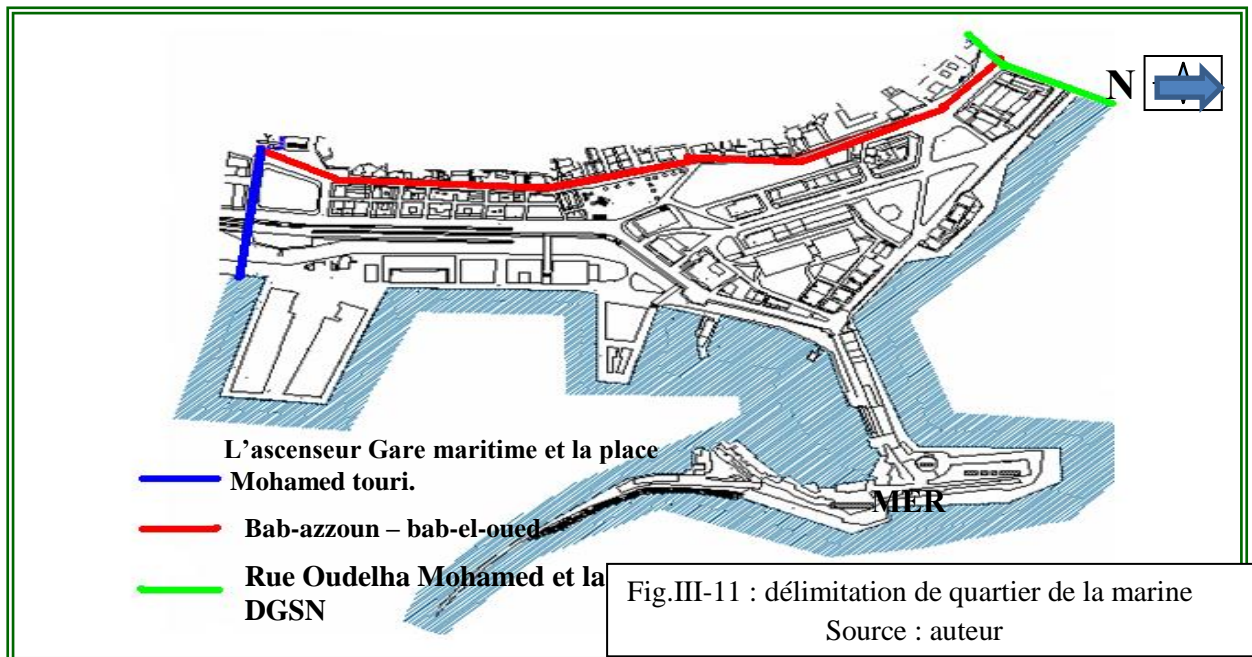 N
L’ascenseur Gare maritime et la place
Mohamed touri.
MER
Bab-azzoun – bab-el-oued
Rue Oudelha Mohamed et la
DGSN
Fig.III-11 : délimitation de quartier de la marine
Source : auteur